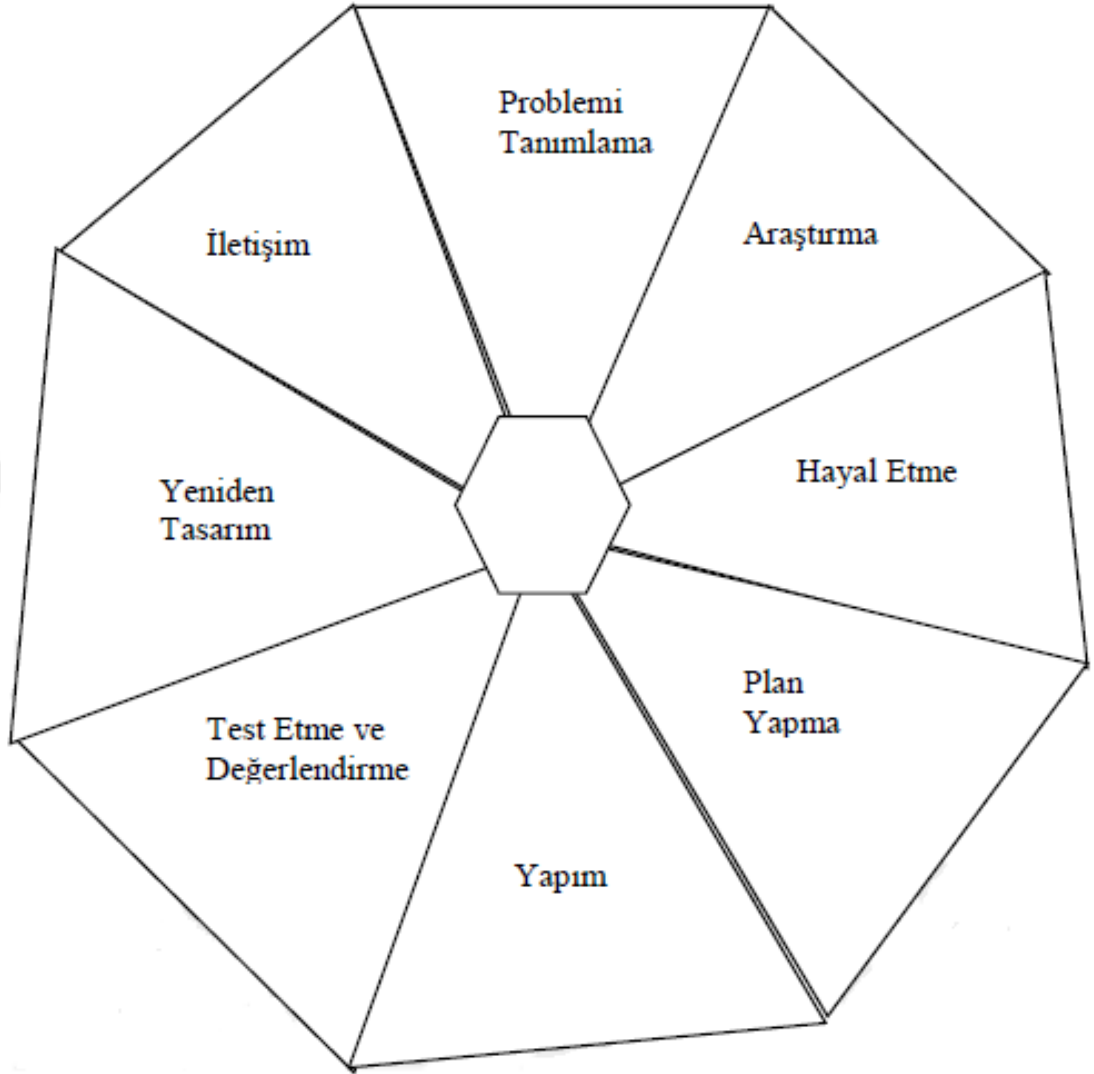 Problemi
Tanımlama
Araştırma
Hayal Etme
Plan
Yapma
Yapım
Test Etme ve
Değerlendirme
Yeniden
Tasarım
İletişim